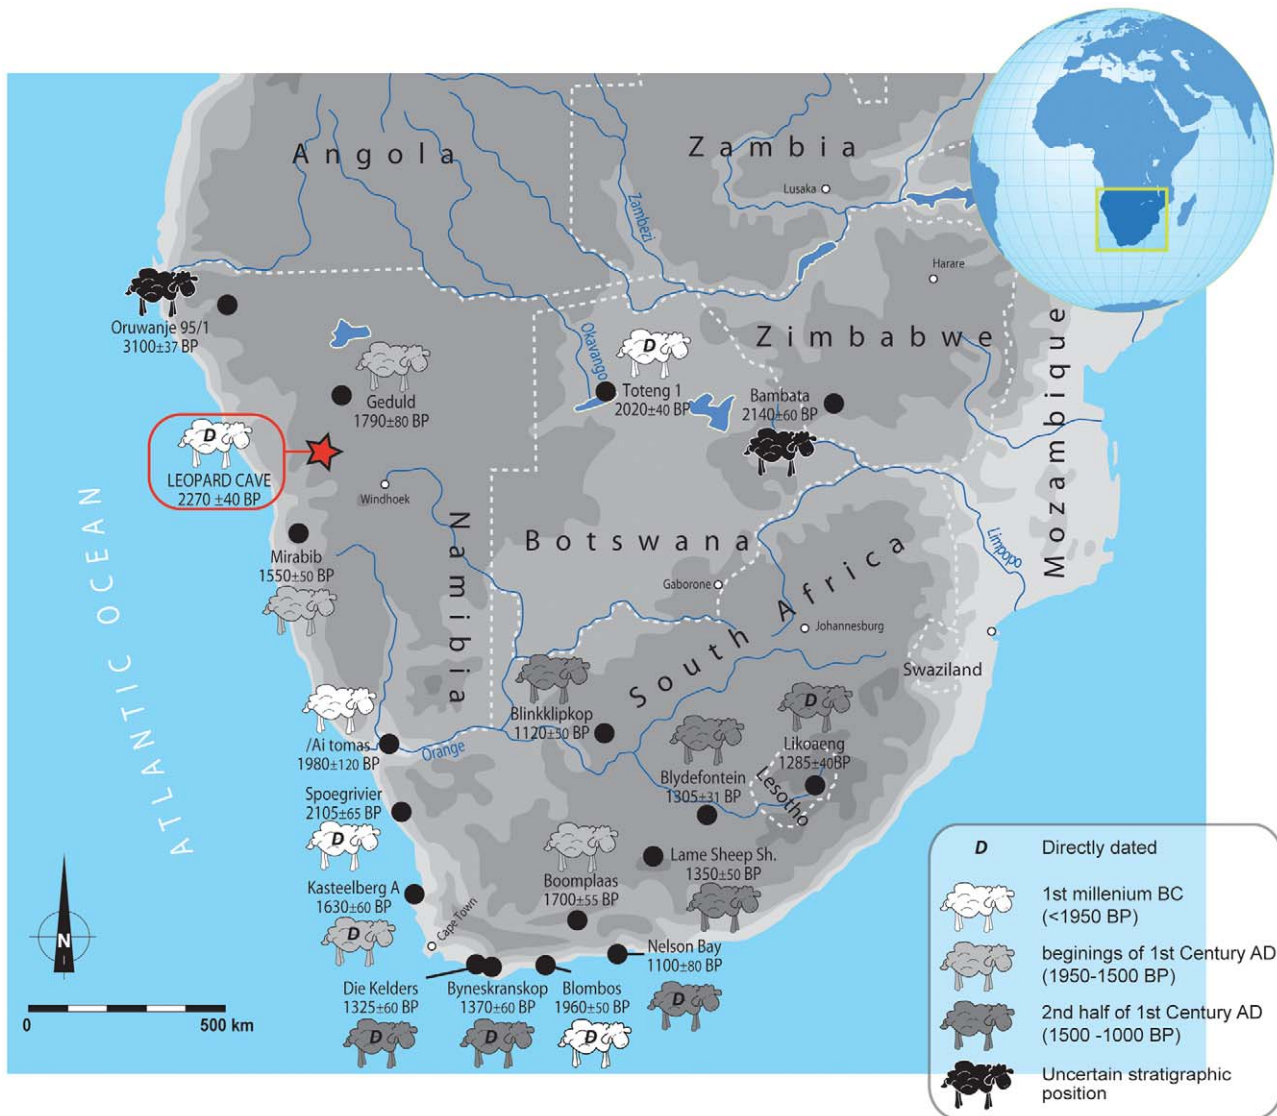 Angola
Zambia
Lusaka
Zambezi
Harare
Zimbabwe
Mozambique
Oruwanje 95/1
3100±37 BP
Okavango
D
Toteng 1
2020±40 BP
Geduld
1790±80 BP
Bambata
2140±60 BP
D
LEOPARD CAVE
2270 ±40 BP
Windhoek
Namibia
Botswana
Limpopo
Mirabib
1550±50 BP
Gaborone
South Africa
Johannesburg
Swaziland
ATLANTIC OCEAN
Blinkklipkop
1120±50 BP
D
Likoaeng
1285±40BP
/Ai tomas
1980±120 BP
Orange
Blydefontein
1305±31 BP
Lesotho
Spoegrivier
2105±65 BP
D
Lame Sheep Sh.
1350±50 BP
Kasteelberg A
1630±60 BP
D
Boomplaas
1700±55 BP
Cape Town
Nelson Bay
1100±80 BP
D
Die Kelders
1325±60 BP
D
Byneskranskop
1370±60 BP
D
Blombos
1960±50 BP
D
N
0 500 km
D Directly dated
1st millenium BC
(<1950 BP)
beginings of 1st Century AD
(1950-1500 BP)
2nd half of 1st Century AD
(1500 -1000 BP)
Uncertain stratigraphic
position